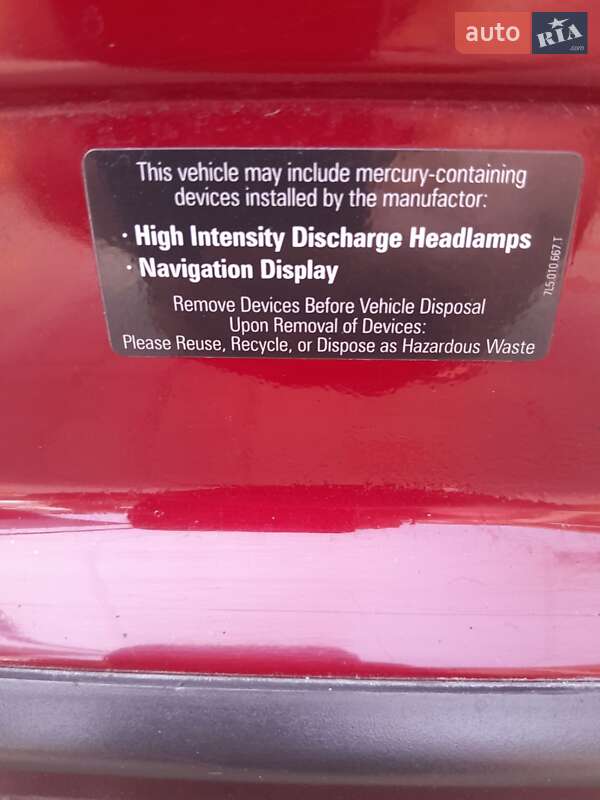 auto RIA .com
This vehicle may include mercury-containing
devices installed by the manufactor:
· High Intensity Discharge Headlamps
· Navigation Display
Remove Devices Before Vehicle Disposal
Upon Removal of Devices:
Please Reuse, Recycle, or Dispose as Hazardous Waste
7L5.010.667.T